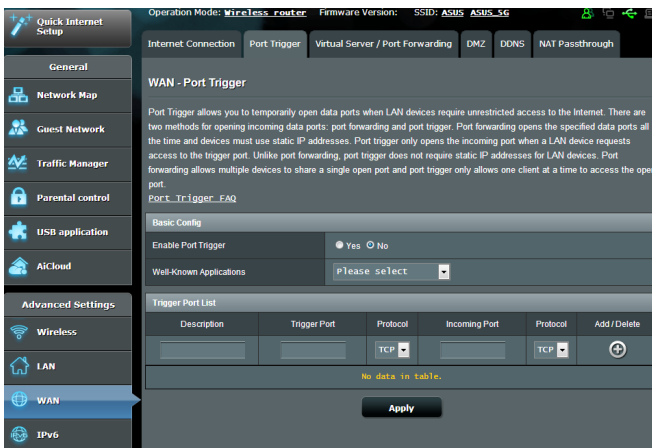 Quick Internet
Setup
Operation Mode: Wireless router Firmware Version: SSID: ASUS ASUS_5G
Internet Connection Port Trigger Virtual Server / Port Forwarding DMZ DDNS NAT Passthrough
General
Network Map
Guest Network
Traffic Manager
Parental control
USB application
AiCloud
Advanced Settings
Wireless
LAN
WAN
IPv6
WAN - Port Trigger
Port Trigger allows you to temporarily open data ports when LAN devices require unrestricted access to the Internet. There are
two methods for opening incoming data ports: port forwarding and port trigger. Port forwarding opens the specified data ports all
the time and devices must use static IP addresses. Port trigger only opens the incoming port when a LAN device requests
access to the trigger port. Unlike port forwarding, port trigger does not require static IP addresses for LAN devices. Port
forwarding allows multiple devices to share a single open port and port trigger only allows one client at a time to access the open
port.
Port Trigger FAQ
Basic Config
Enable Port Trigger Yes No
Well-Known Applications Please select
Trigger Port List
Description Trigger Port Protocol Incoming Port Protocol Add / Delete
TCP TCP
No data in table.
Apply